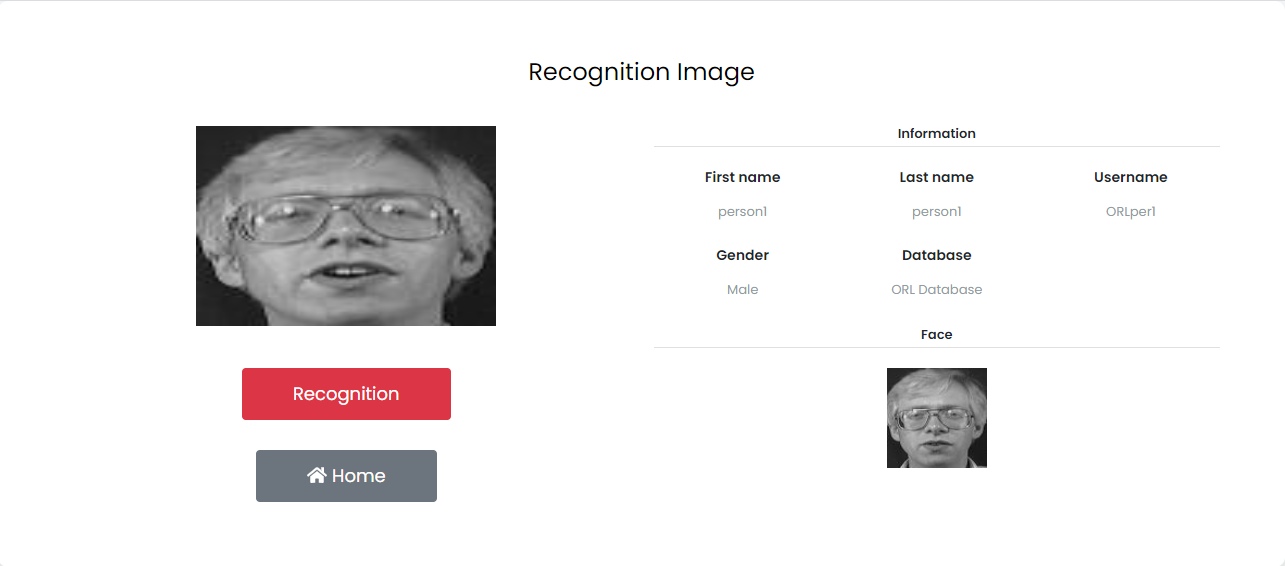 Recognition Image
Information
First name Last name Username
person1 person1 ORLper1
Gender Database
Male ORL Database
Face
Recognition
Home